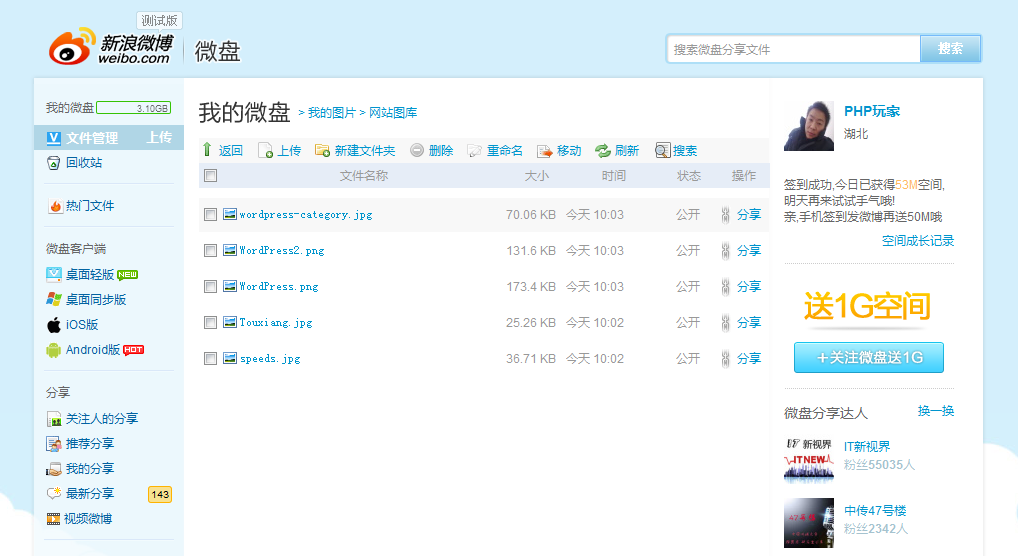 测试版
新浪微博
weibo.com
微盘
搜索微盘分享文件
搜索
我的微盘 3.10GB
文件管理 上传
回收站
热门文件
微盘客户端
桌面轻版 NEW
桌面同步版
iOS版
Android版 HOT
分享
关注人的分享
推荐分享
我的分享
最新分享 143
视频微博
我的微盘 > 我的图片 > 网站图库
返回 上传 新建文件夹 删除 重命名 移动 刷新 搜索
文件名称 大小 时间 状态 操作
wordpress-category.jpg 70.06 KB 今天 10:03 公开 分享
WordPress2.png 131.6 KB 今天 10:03 公开 分享
WordPress.png 173.4 KB 今天 10:03 公开 分享
Touxiang.jpg 25.26 KB 今天 10:02 公开 分享
speeds.jpg 36.71 KB 今天 10:02 公开 分享
PHP玩家
湖北
签到成功,今日已获得53M空间,
明天再来试试手气哦!
亲,手机签到发微博再送50M哦
空间成长记录
送1G空间
+关注微盘送1G
微盘分享达人 换一换
新视界
ITNEW
IT新视界
粉丝55035人
47号楼
中传47号楼
粉丝2342人